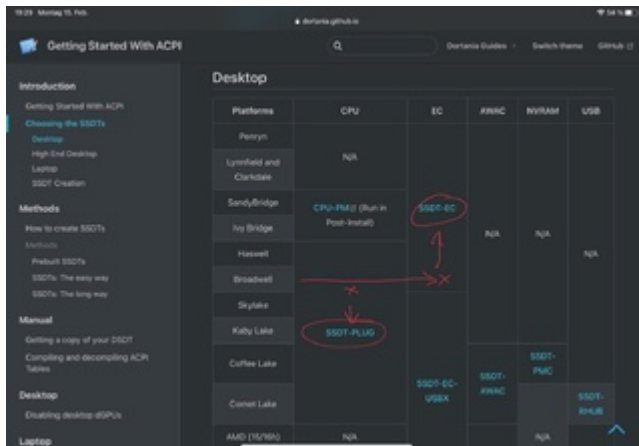 19:29 Montag 15. Feb.
dortania.github.io
54 %
Getting Started With ACPI
Dortania Guides
Switch theme
GitHub
Introduction
Getting Started With ACPI
Choosing the SSDTs
Desktop
High End Desktop
Laptop
SSDT Creation
Methods
How to create SSDTs
Methods
Prebuilt SSDTs
SSDTs: The easy way
SSDTs: The long way
Manual
Getting a copy of your DSDT
Compiling and decompiling ACPI
Tables
Desktop
Disabling desktop dGPUs
Laptop
Desktop
Platforms CPU EC AWAC NVRAM USB
Penryn
N/A
Lynnfield and
Clarkdale
SandyBridge
CPU-PM (Run in
Post-Install)
SSDT-EC
Ivy Bridge
N/A
N/A
Haswell
N/A
Broadwell
Skylake
Kaby Lake
SSDT-PLUG
Coffee Lake
SSDT-
PMC
SSDT-EC-
USBX
SSDT-
AWAC
Comet Lake
SSDT-
RHUB
AMD (15/16h)
N/A
N/A